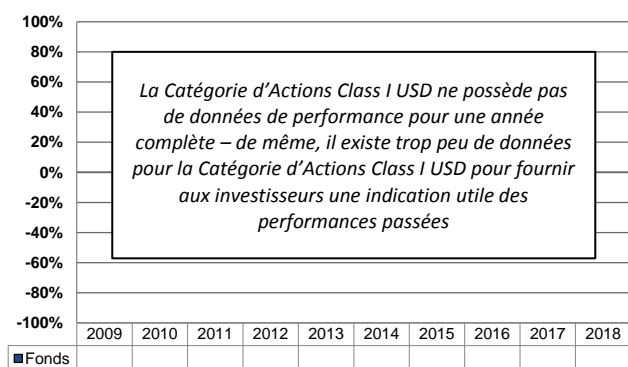 100%
80%
60%
40%
20%
0%
-20%
-40%
-60%
-80%
-100%
La Catégorie d'Actions Class I USD ne possède pas
de données de performance pour une année
complète – de même, il existe trop peu de données
pour la Catégorie d'Actions Class I USD pour fournir
aux investisseurs une indication utile des
performances passées
2009 2010 2011 2012 2013 2014 2015 2016 2017 2018
Fonds